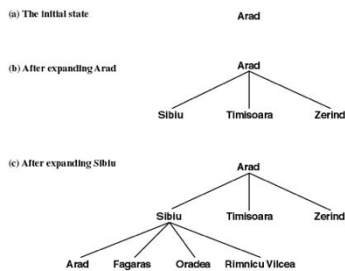 (a) The initial state
Arad
(b) After expanding Arad
Arad
Sibiu Timisoara Zerind
(c) After expanding Sibiu
Arad
Sibiu Timisoara Zerind
Arad Fagaras Oradea Rimnicu Vilcea